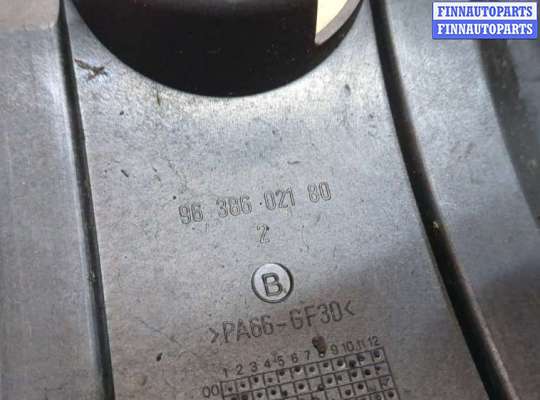 FINNAUTOPARTS
FINNAUTOPARTS
96 386 021 80
2
B
>PA66-GF30<
1 2 3 4 5 6 7 8 9 10 11 12
00